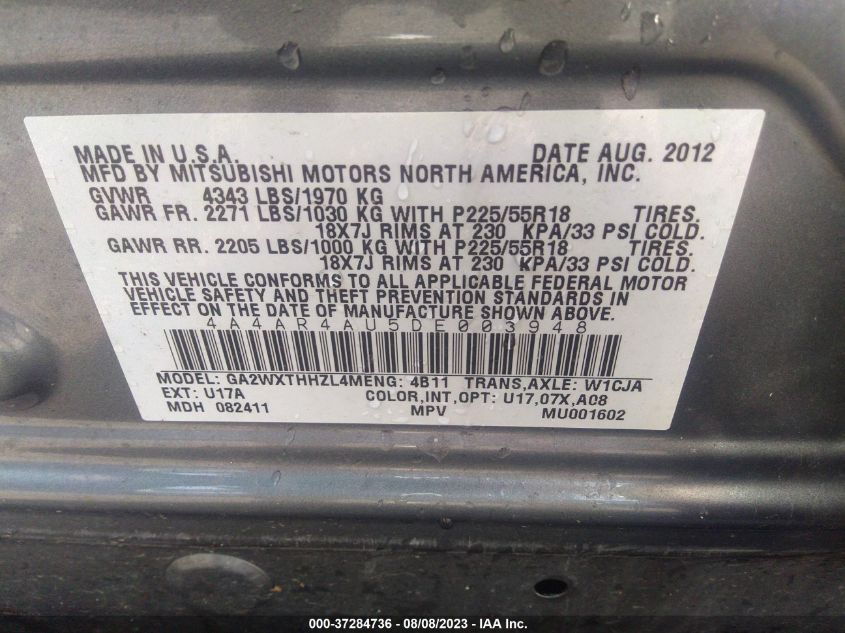 MADE IN U.S.A. DATE AUG. 2012
MFD BY MITSUBISHI MOTORS NORTH AMERICA, INC.
GVWR 4343 LBS/1970 KG
GAWR FR. 2271 LBS/1030 KG WITH P225/55R18 TIRES.
18X7J RIMS AT 230 KPA/33 PSI COLD.
GAWR RR. 2205 LBS/1000 KG WITH P225/55R18 TIRES.
18X7J RIMS AT 230 KPA/33 PSI COLD.
THIS VEHICLE CONFORMS TO ALL APPLICABLE FEDERAL MOTOR
VEHICLE SAFETY AND THEFT PREVENTION STANDARDS IN
EFFECT ON THE DATE OF MANUFACTURE SHOWN ABOVE.
4A4AR4AU5DE003948
MODEL: GA2WXTHHZL4MENG: 4B11 TRANS,AXLE: W1CJA
EXT: U17A COLOR,INT,OPT: U17,07X,A08
MDH 082411 MPV MU001602
000-37284736 - 08/08/2023 - IAA Inc.